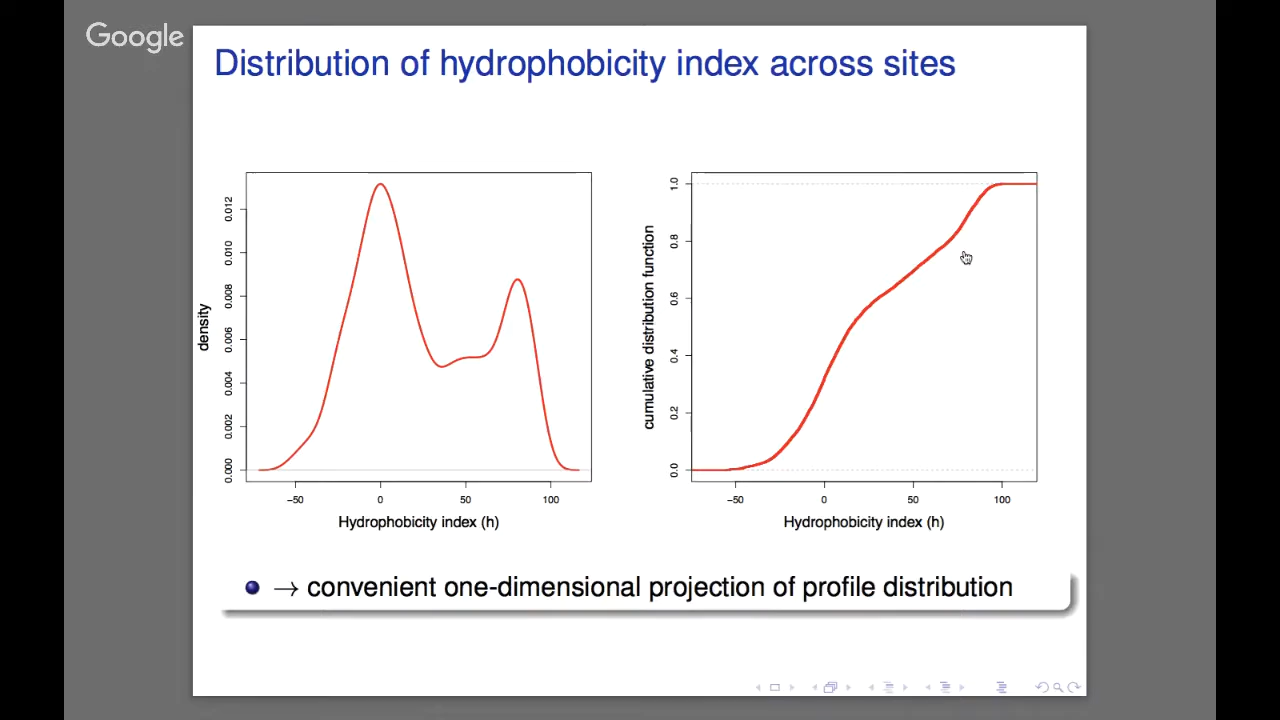 Google
Distribution of hydrophobicity index across sites
density
0.000 0.002 0.004 0.006 0.008 0.010 0.012
−50 0 50 100
Hydrophobicity index (h)
cumulative distribution function
0.0 0.2 0.4 0.6 0.8 1.0
−50 0 50 100
Hydrophobicity index (h)
→ convenient one-dimensional projection of profile distribution